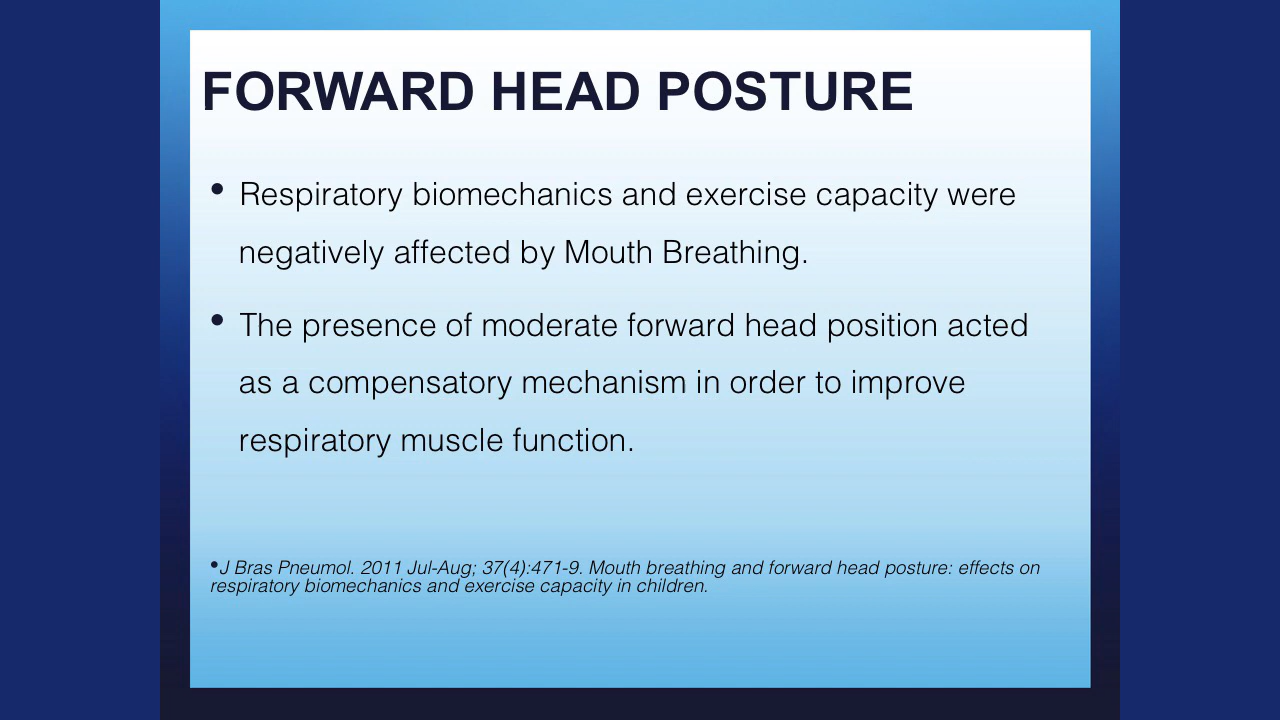 FORWARD HEAD POSTURE
• Respiratory biomechanics and exercise capacity were
negatively affected by Mouth Breathing.
• The presence of moderate forward head position acted
as a compensatory mechanism in order to improve
respiratory muscle function.
•J Bras Pneumol. 2011 Jul-Aug; 37(4):471-9. Mouth breathing and forward head posture: effects on
respiratory biomechanics and exercise capacity in children.